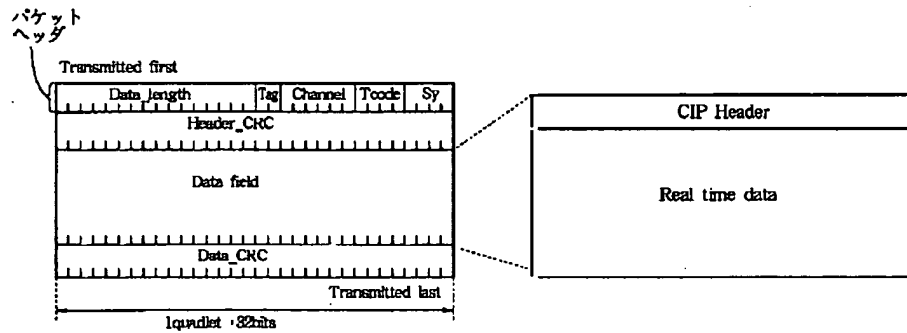 パケット
ヘッダ
Transmitted first
Data_length Tag Channel Tcode Sy
Header_CRC
Data field
Data_CRC
Transmitted last
1quadlet :32bits
CIP Header
Real time data